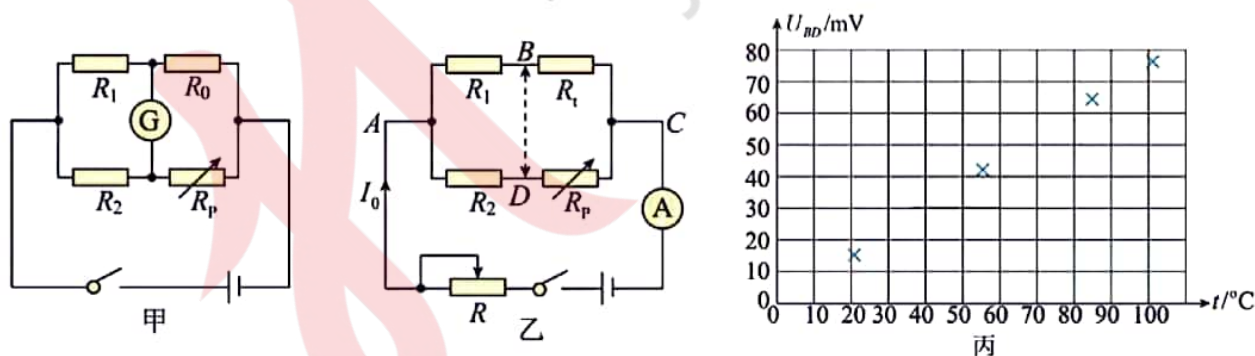 R₁ R₀
G
R₂ Rₚ
甲
B
R₁ Rₜ
A C
I₀ R₂ D Rₚ A
R
乙
U_BD/mV
80
70
60
50
40
30
20
10
0
0 10 20 30 40 50 60 70 80 90 100 t/°C
丙